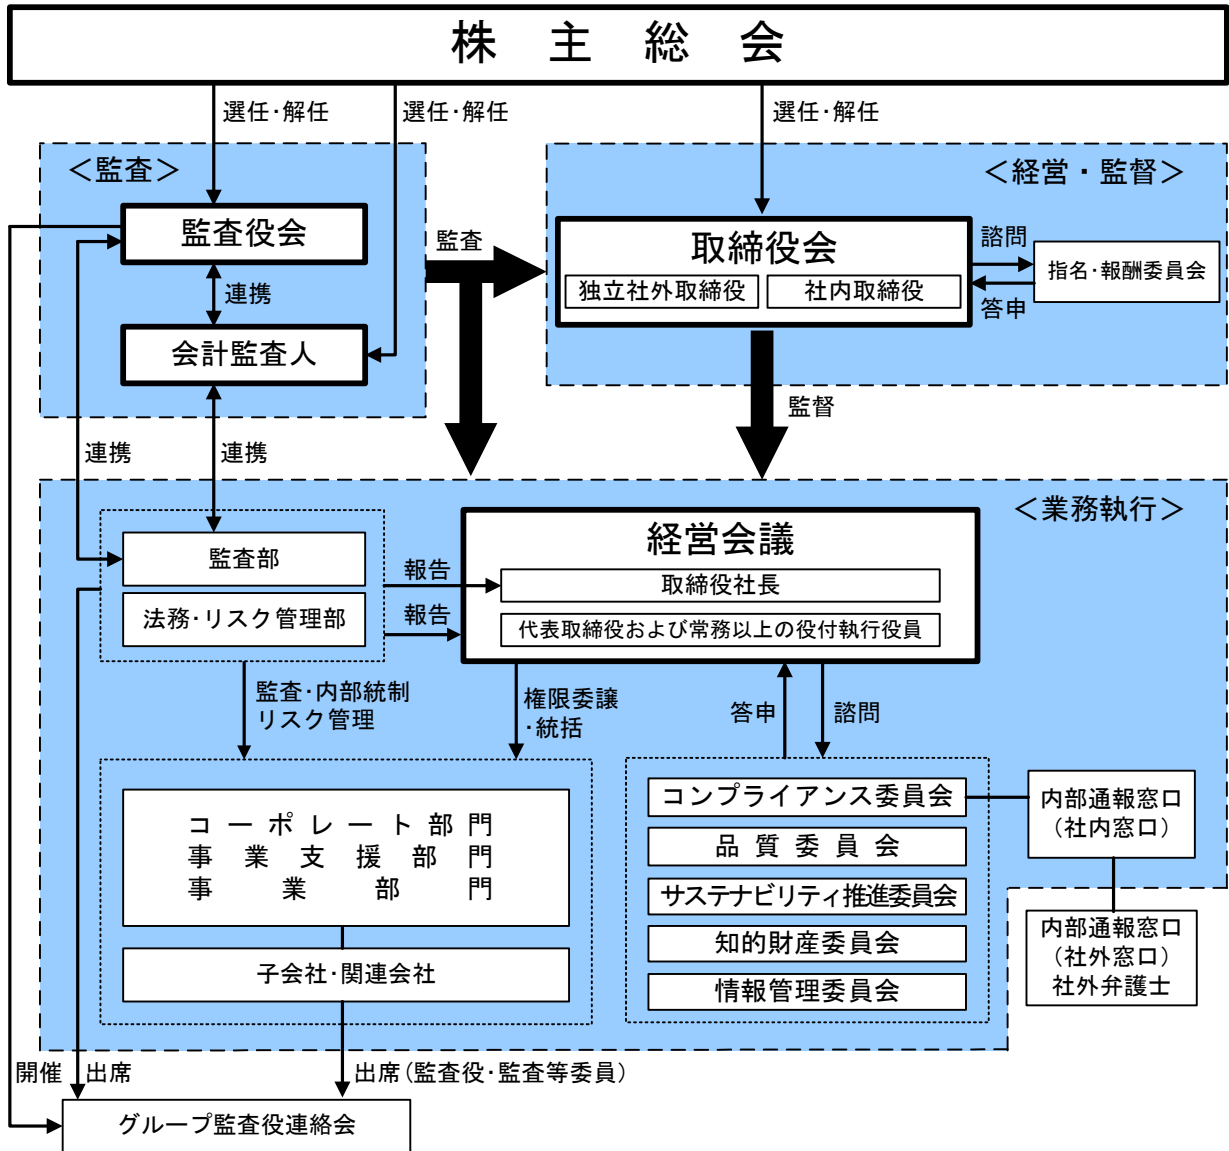 株主総会
選任・解任
選任・解任
選任・解任
＜監査＞
＜経営・監督＞
監査役会
監査
取締役会
諮問
指名・報酬委員会
独立社外取締役
社内取締役
連携
答申
会計監査人
監督
連携
連携
＜業務執行＞
経営会議
監査部
報告
取締役社長
法務・リスク管理部
報告
代表取締役および常務以上の役付執行役員
監査・内部統制
リスク管理
権限委譲
・統括
答申
諮問
コーポレート部門
事業支援部門
事業部門
コンプライアンス委員会
内部通報窓口
（社内窓口）
品質委員会
サステナビリティ推進委員会
知的財産委員会
内部通報窓口
（社外窓口）
社外弁護士
子会社・関連会社
情報管理委員会
開催
出席
出席（監査役・監査等委員）
グループ監査役連絡会